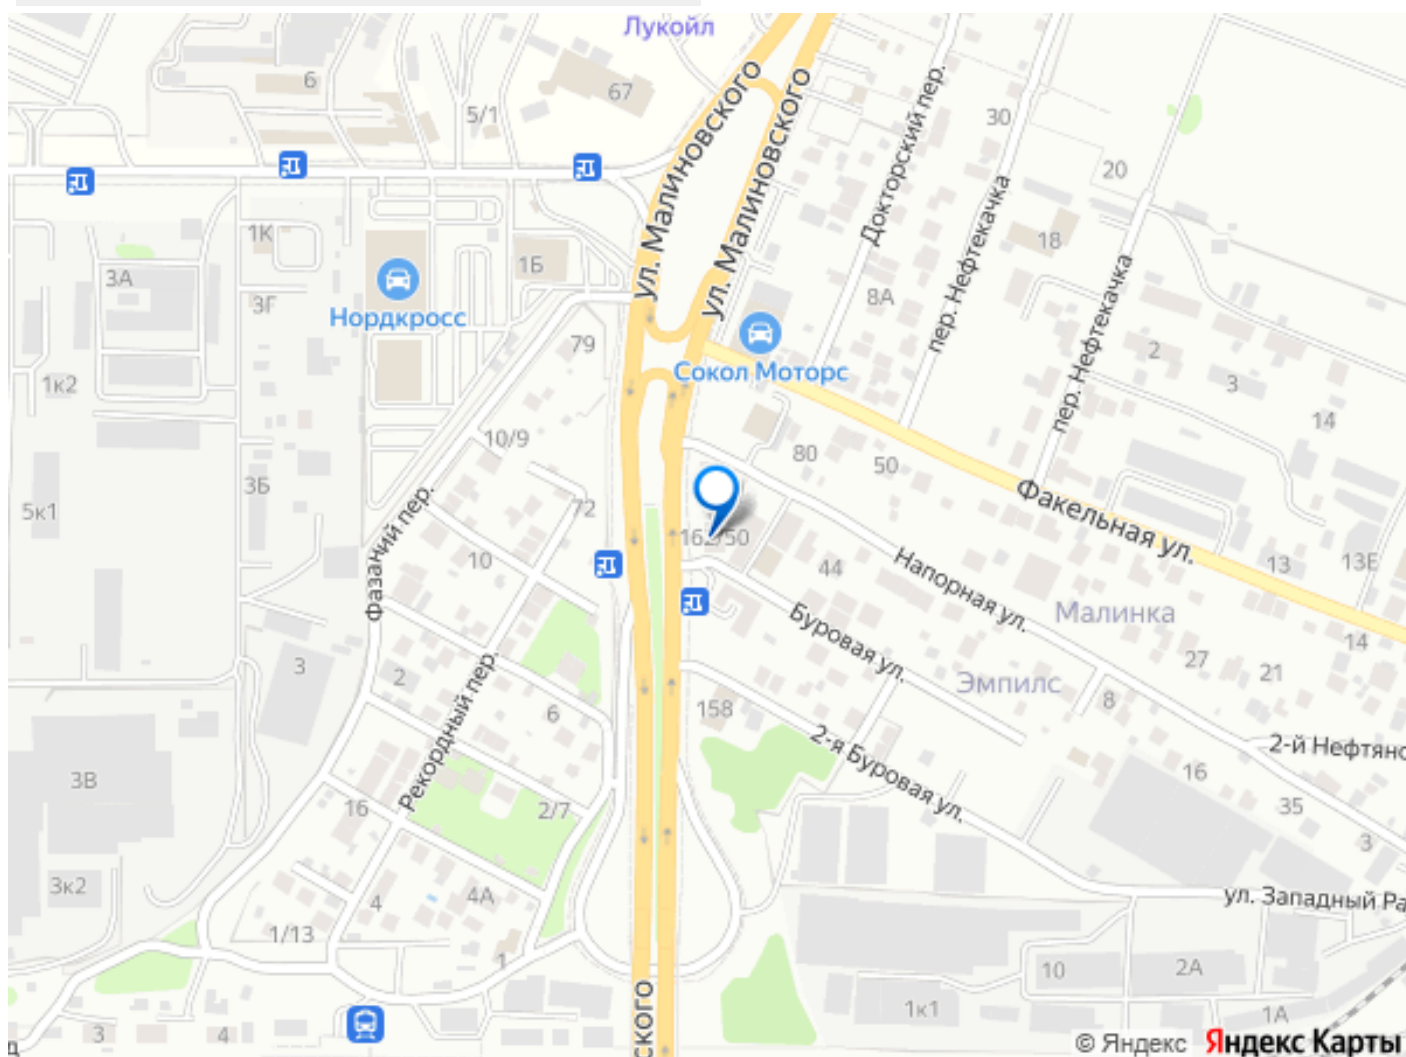 Лукойл
6
67
5/1
ул. Малиновского
ул. Малиновского
Докторский пер.
30
20
пер. Нефтекачка
18
1К
1Б
3А
3Г
8А
пер. Нефтекачка
Нордкросс
79
Сокол Моторс
2
3
1к2
14
10/9
80
50
3Б
5к1
72
Факельная ул.
Фазаний пер.
162/50
10
44
Напорная ул.
13
13Е
Буровая ул.
Малинка
14
3
2
27
21
Эмпилс
Рекордный пер.
6
158
8
2-я Буровая ул.
2-й Нефтяно
3В
16
16
2/7
35
3
3к2
4А
4
ул. Западный Ра
1/13
1
10
2А
1к1
1А
3
4
ского
д
© Яндекс
Яндекс Карты